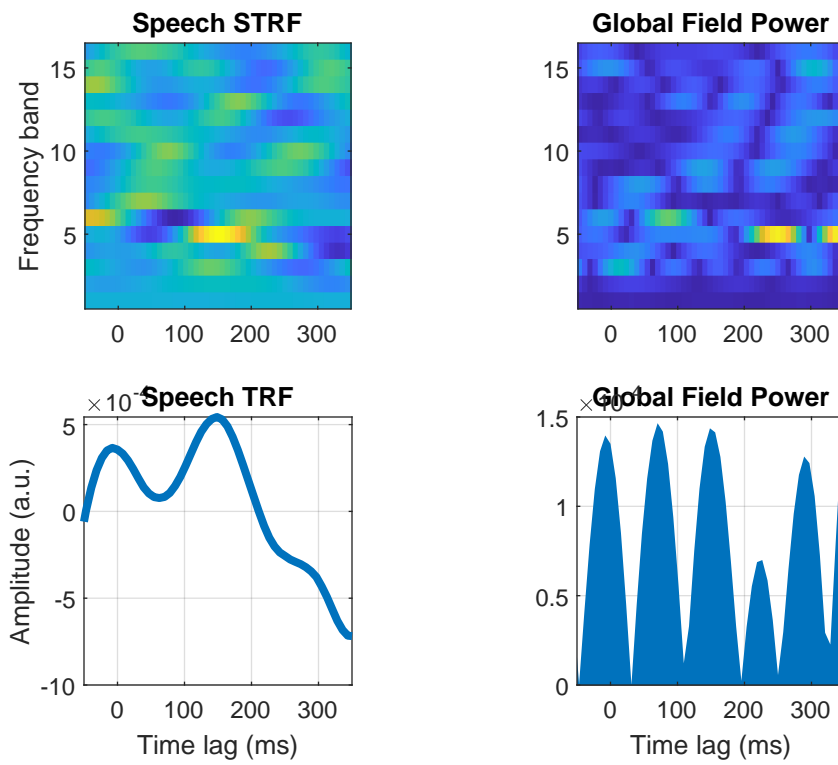 Speech STRF
Global Field Power
Frequency band
15
10
5
0 100 200 300
15
10
5
0 100 200 300
Speech TRF
Global Field Power
× 10⁻⁴
Amplitude (a.u.)
5
0
-5
-10
0 100 200 300
Time lag (ms)
1.5
1
0.5
0
0 100 200 300
Time lag (ms)